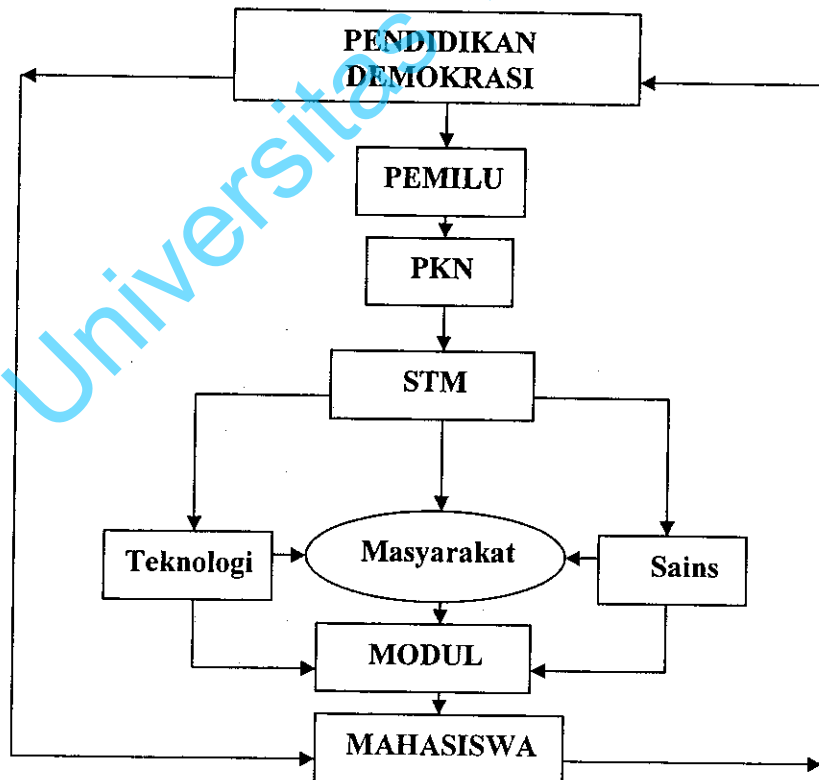 PENDIDIKAN
DEMOKRASI
PEMILU
PKN
STM
Teknologi
Masyarakat
Sains
MODUL
MAHASISWA
Universitas